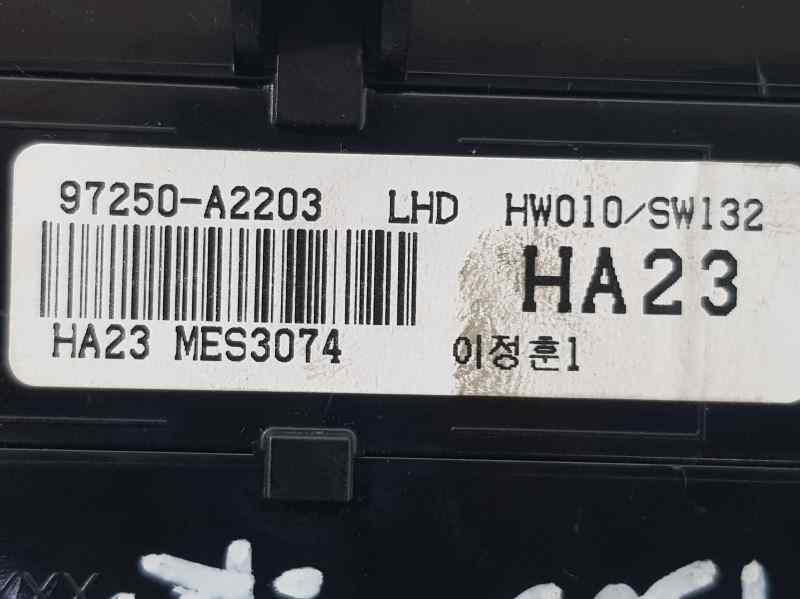 97250-A2203 LHD HW010/SW132
HA23
HA23 MES3074 이정훈1